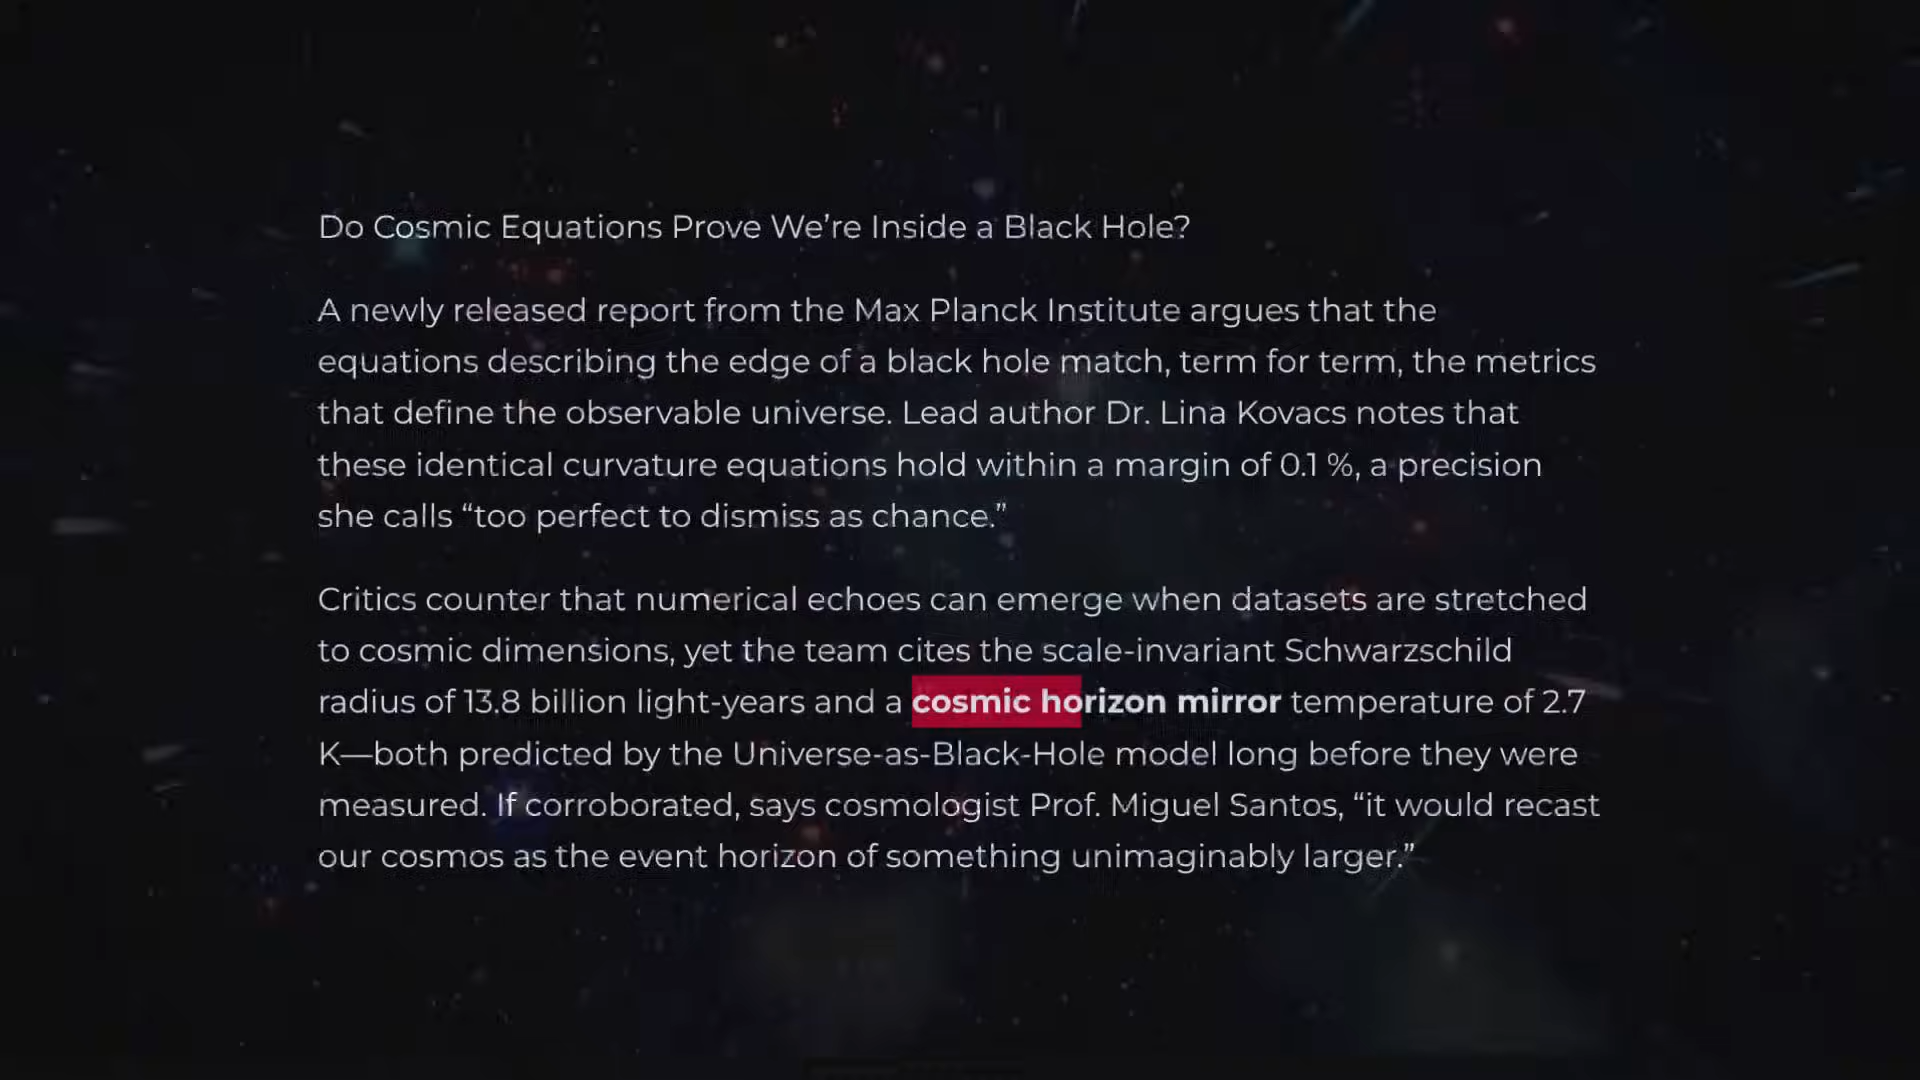 Do Cosmic Equations Prove We’re Inside a Black Hole?
A newly released report from the Max Planck Institute argues that the
equations describing the edge of a black hole match, term for term, the metrics
that define the observable universe. Lead author Dr. Lina Kovacs notes that
these identical curvature equations hold within a margin of 0.1 %, a precision
she calls “too perfect to dismiss as chance.”
Critics counter that numerical echoes can emerge when datasets are stretched
to cosmic dimensions, yet the team cites the scale-invariant Schwarzschild
radius of 13.8 billion light-years and a cosmic horizon mirror temperature of 2.7
K—both predicted by the Universe-as-Black-Hole model long before they were
measured. If corroborated, says cosmologist Prof. Miguel Santos, “it would recast
our cosmos as the event horizon of something unimaginably larger.”